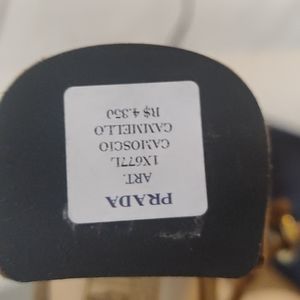 PRADA
ART.
1X677L
CAMOSCIO
CAMMELLO
R$ 4.350